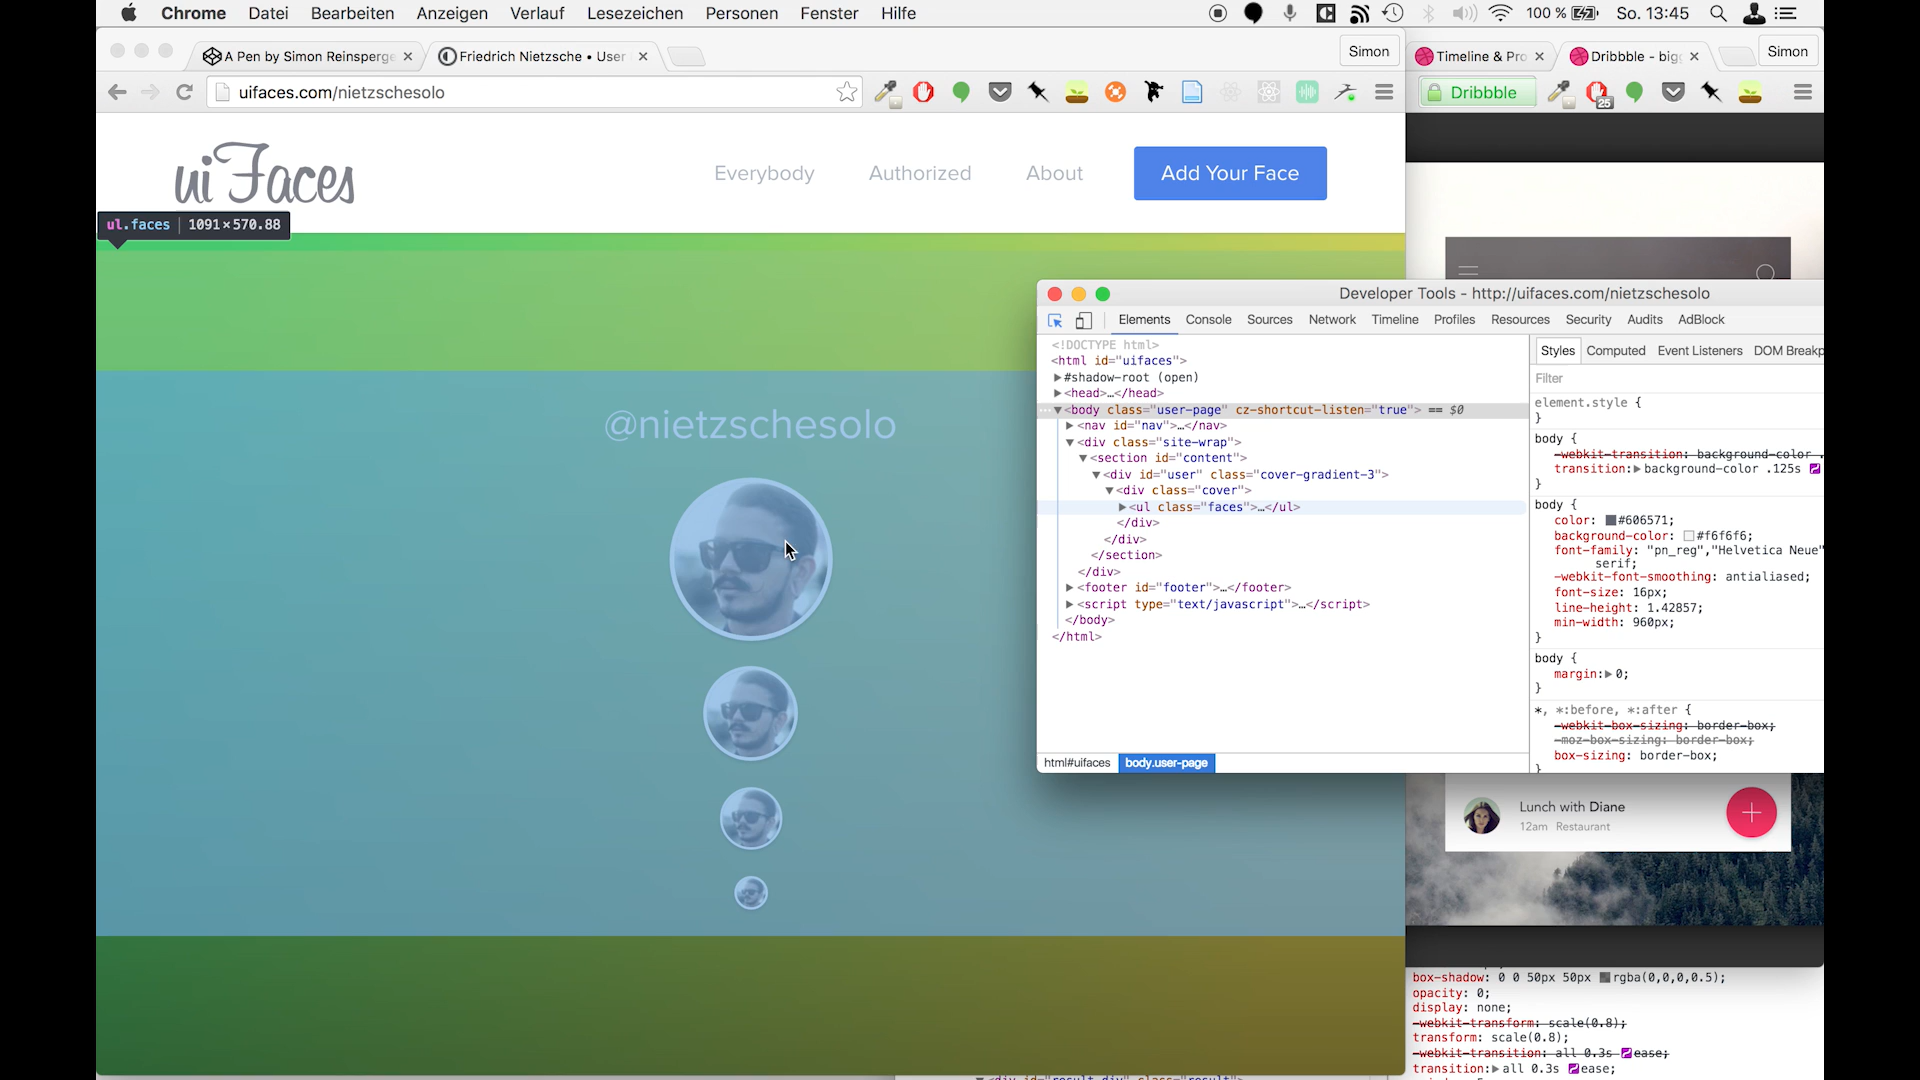 Chrome Datei Bearbeiten Anzeigen Verlauf Lesezeichen Personen Fenster Hilfe 100 % So. 13:45
A Pen by Simon Reinsperge Friedrich Nietzsche • User Simon
uifaces.com/nietzschesolo
Timeline & Pro Dribbble - big Simon
Dribbble 25
ui Faces
Everybody Authorized About Add Your Face
ul.faces 1091×570.88
@nietzschesolo
Developer Tools - http://uifaces.com/nietzschesolo
Elements Console Sources Network Timeline Profiles Resources Security Audits AdBlock
<!DOCTYPE html>
<html id="uifaces">
▶#shadow-root (open)
▶<head>…</head>
…▼<body class="user-page" cz-shortcut-listen="true"> == $0
▶<nav id="nav">…</nav>
▼<div class="site-wrap">
▼<section id="content">
▼<div id="user" class="cover-gradient-3">
▼<div class="cover">
▶<ul class="faces">…</ul>
</div>
</div>
</section>
</div>
▶<footer id="footer">…</footer>
▶<script type="text/javascript">…</script>
</body>
</html>
html#uifaces body.user-page
Styles Computed Event Listeners DOM Breakp
Filter
element.style {
}
body {
-webkit-transition: background-color .
transition:▶background-color .125s
}
body {
color: #606571;
background-color: #f6f6f6;
font-family: "pn_reg","Helvetica Neue"
serif;
-webkit-font-smoothing: antialiased;
font-size: 16px;
line-height: 1.42857;
min-width: 960px;
}
body {
margin:▶0;
}
*, *:before, *:after {
-webkit-box-sizing: border-box;
-moz-box-sizing: border-box;
box-sizing: border-box;
}
Lunch with Diane
12am Restaurant
box-shadow: 0 0 50px 50px rgba(0,0,0,0.5);
opacity: 0;
display: none;
-webkit-transform: scale(0.8);
transform: scale(0.8);
-webkit-transition: all 0.3s ease;
transition:▶all 0.3s ease;
▼<div id="result_div" class="result">